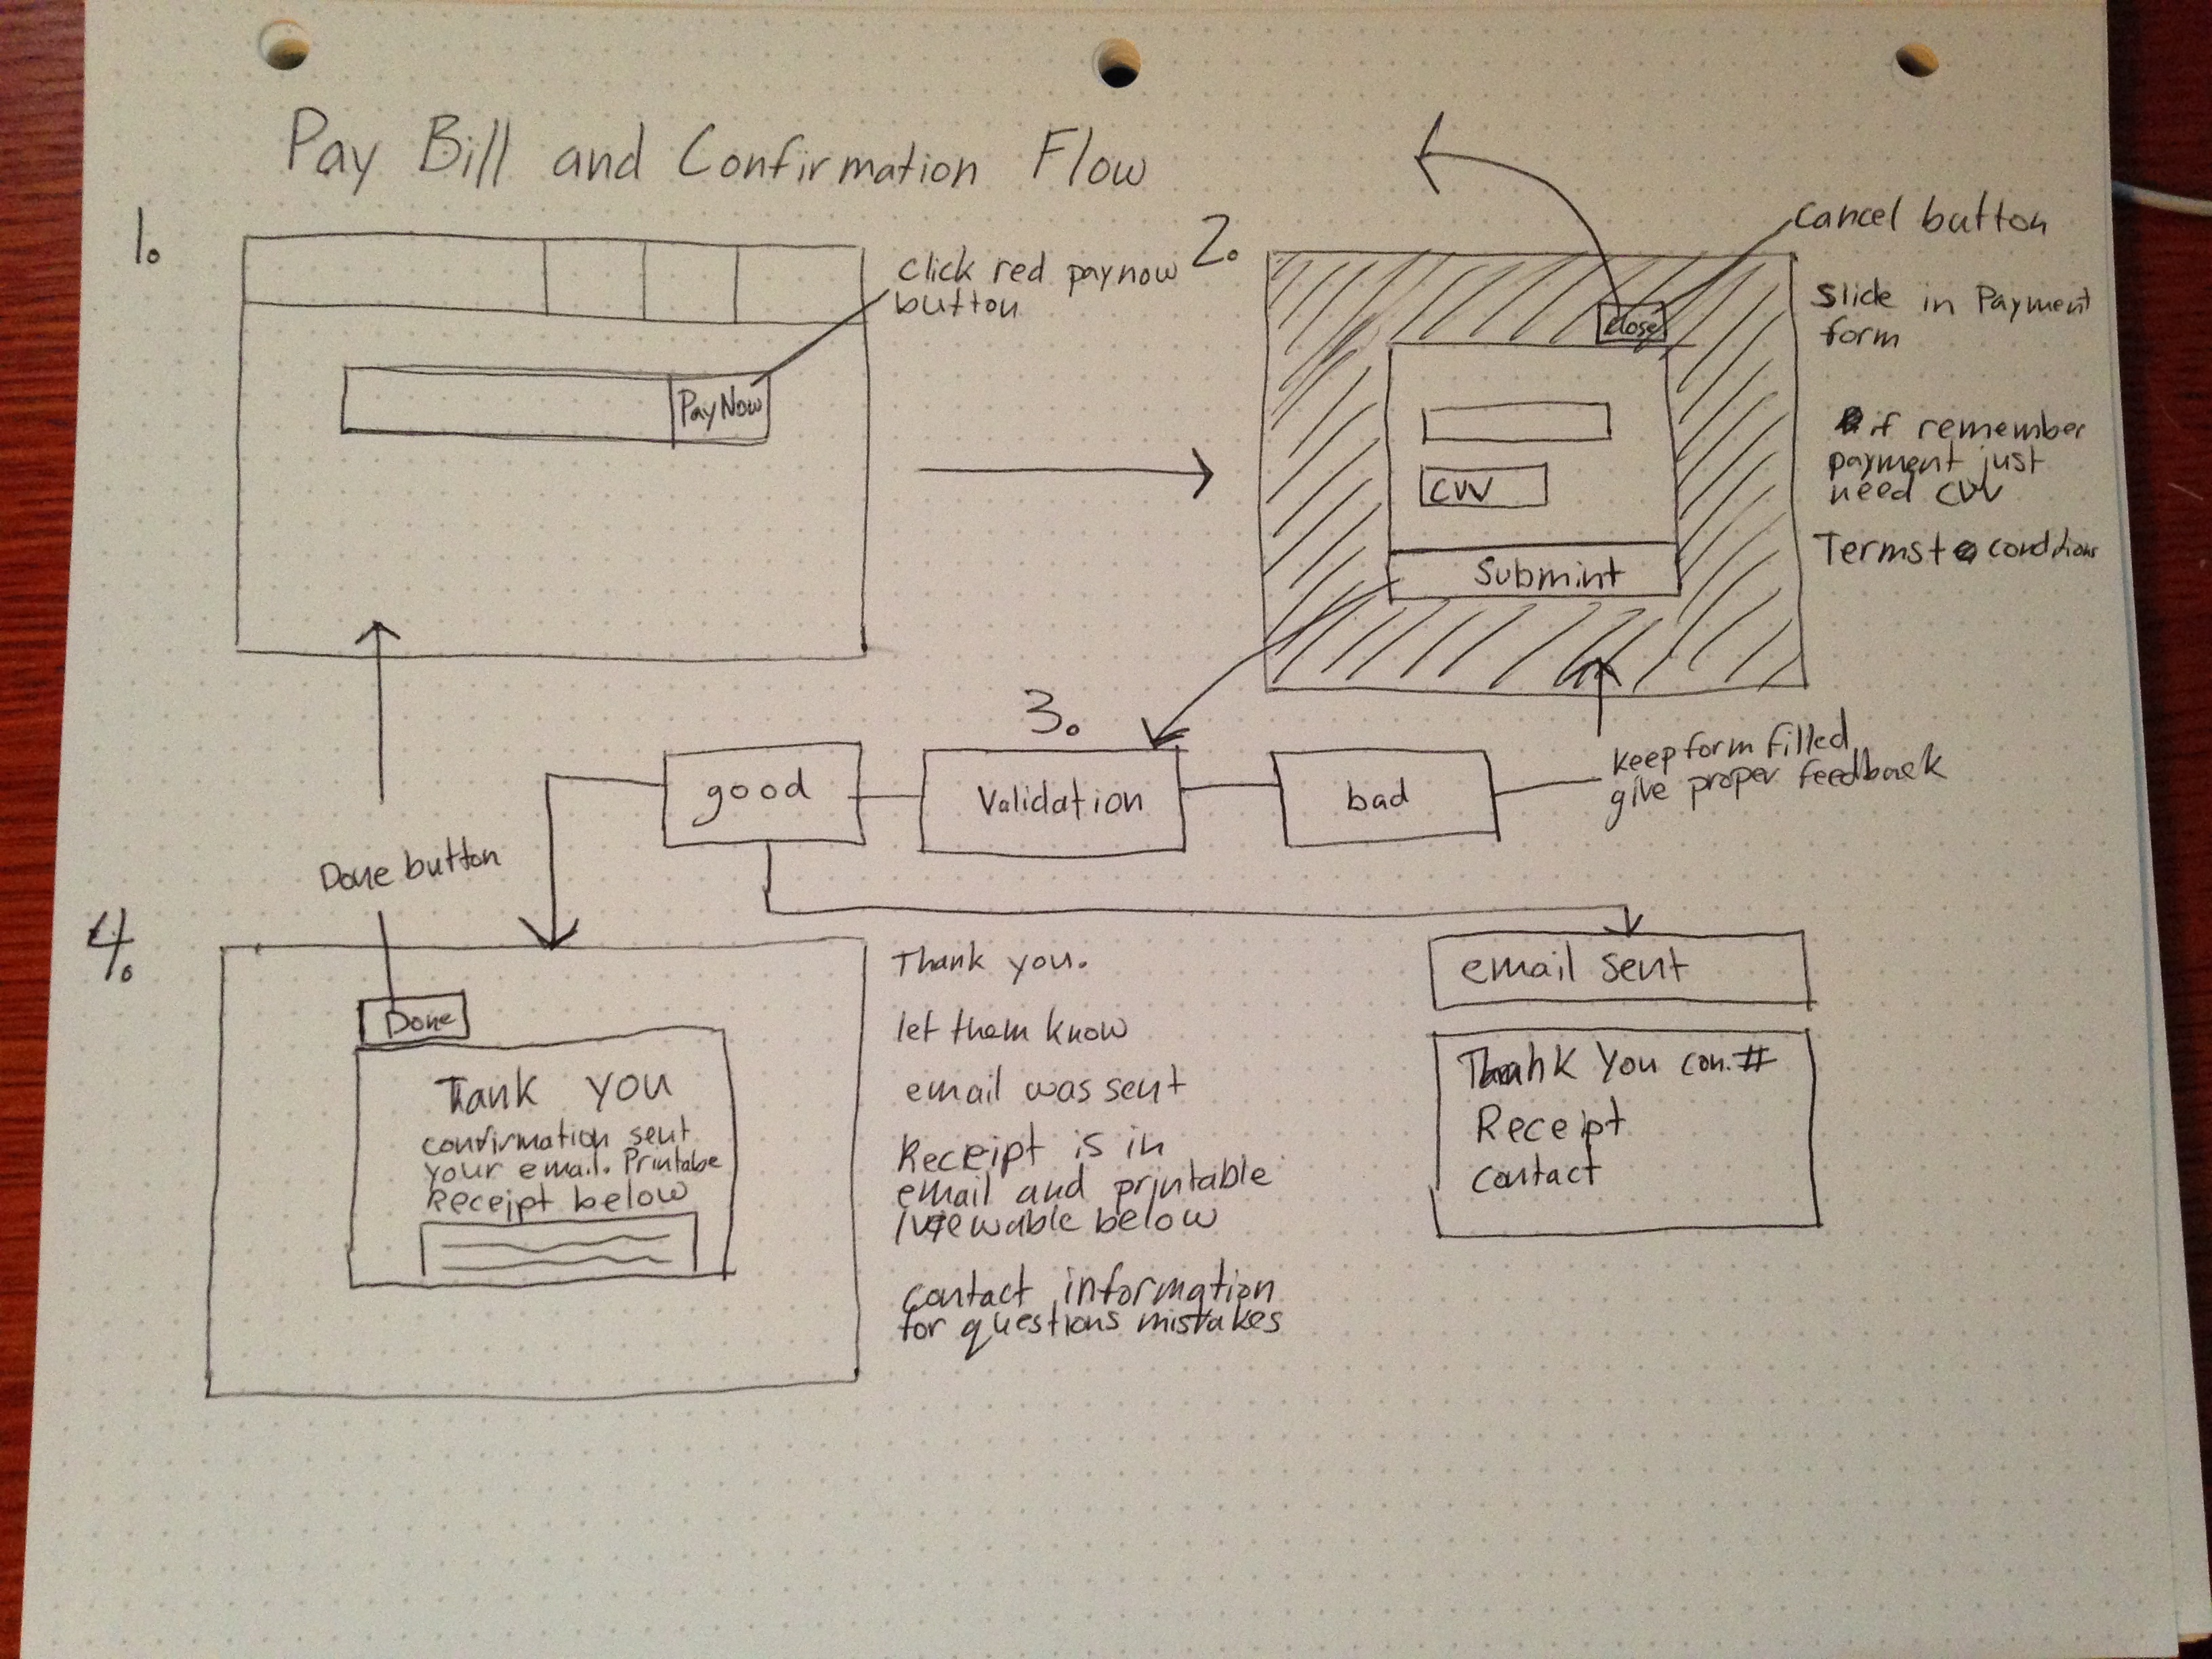 Pay Bill and Confirmation Flow
1.
click red paynow
button
Pay Now
2.
Cancel button
close
Slide in Payment
form
if remember
payment just
need CVV
Terms + conditions
CVV
Submint
3.
good
Validation
bad
keep form filled
give proper feedback
Done button
4.
Done
Tank you
confirmation sent
your email. Printabe
Receipt below
Thank you.
let them know
email was sent
Receipt is in
email and printable
/viewable below
contact information
for questions mistakes
email sent
Thank You con.#
Receipt
contact